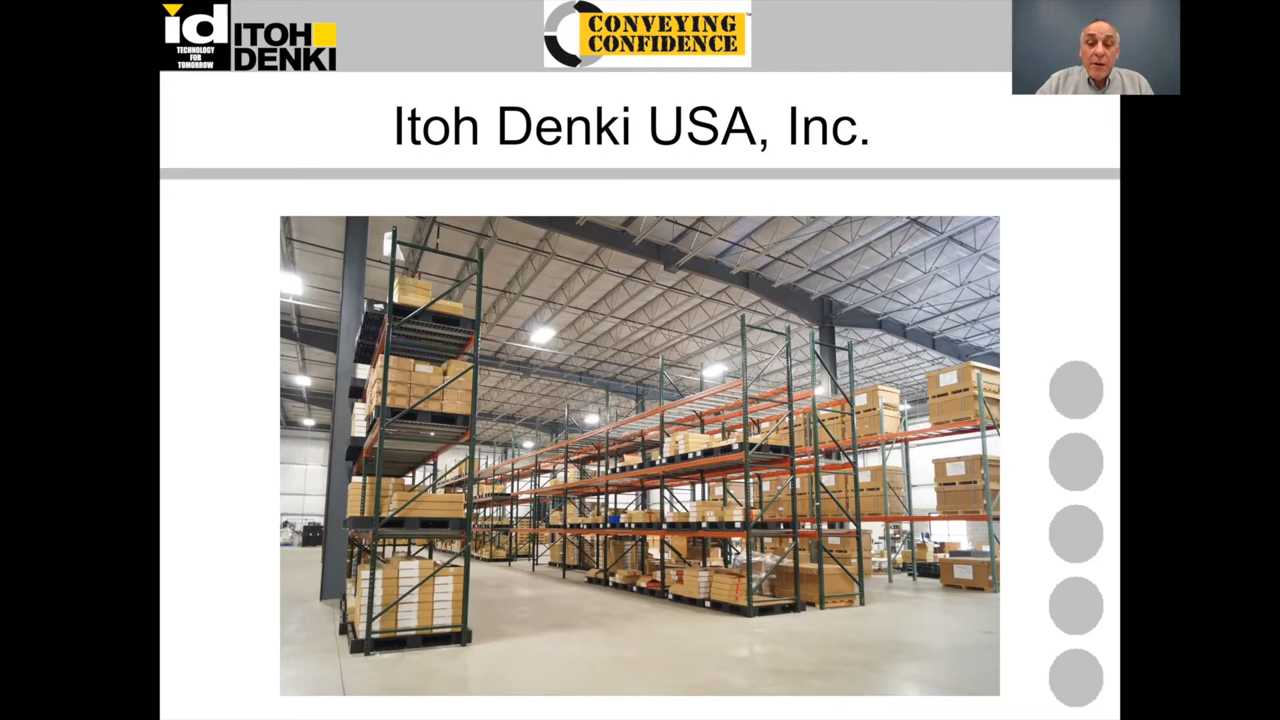 id
TECHNOLOGY
FOR
TOMORROW
ITOH
DENKI
CONVEYING
CONFIDENCE
Itoh Denki USA, Inc.